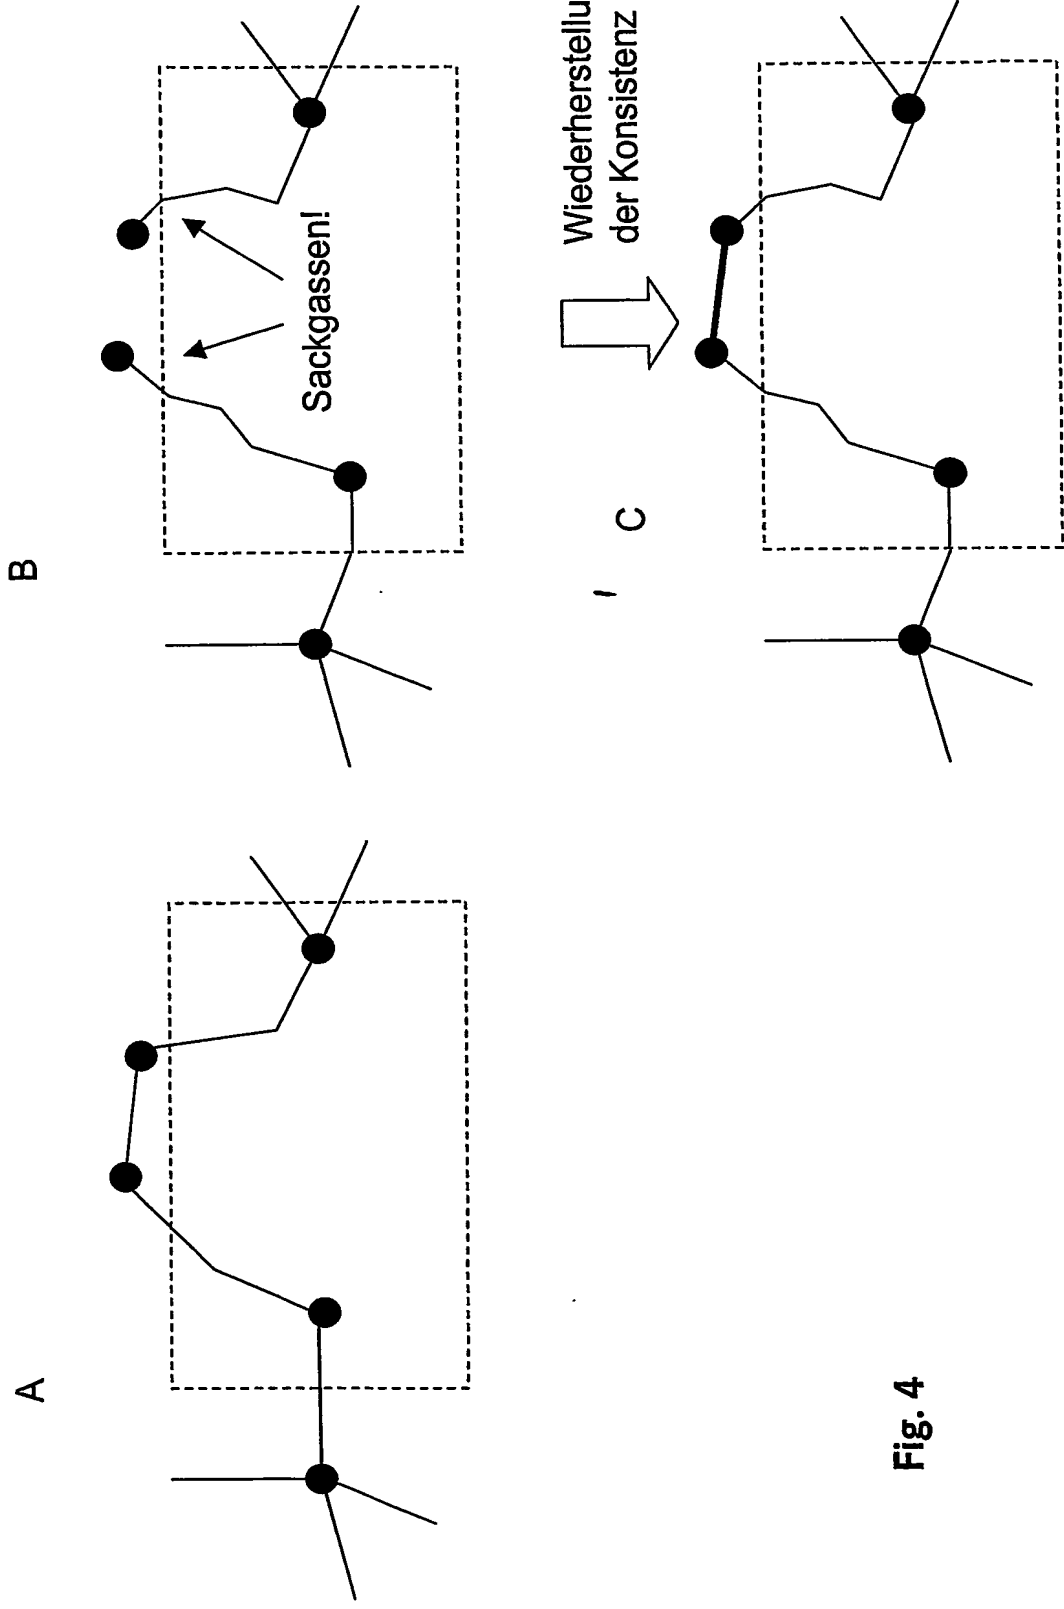 A
B
Sackgassen!
Wiederherstellu
der Konsistenz
C
Fig. 4